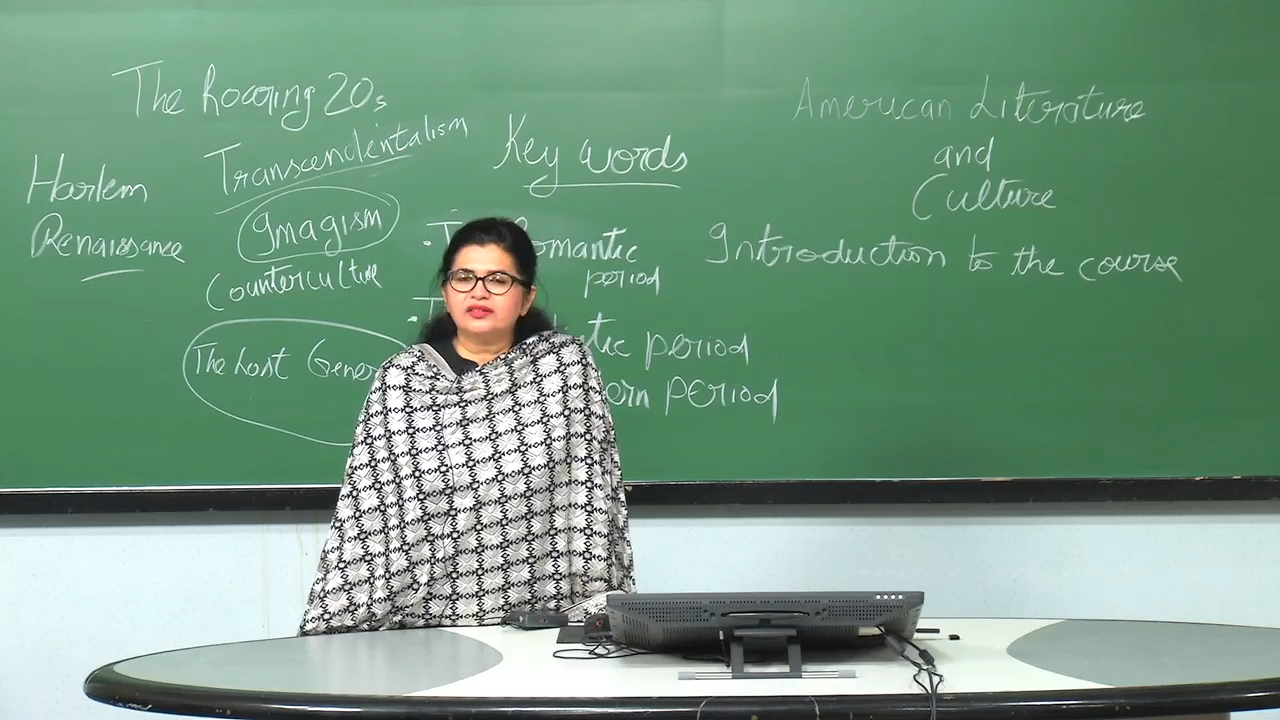 The Roaring 20s
Transcendentalism
Harlem
Renaissance
Imagism
Counterculture
The Lost
Key words
Romantic
period
period
period
American Literature
and
Culture
Introduction to the course